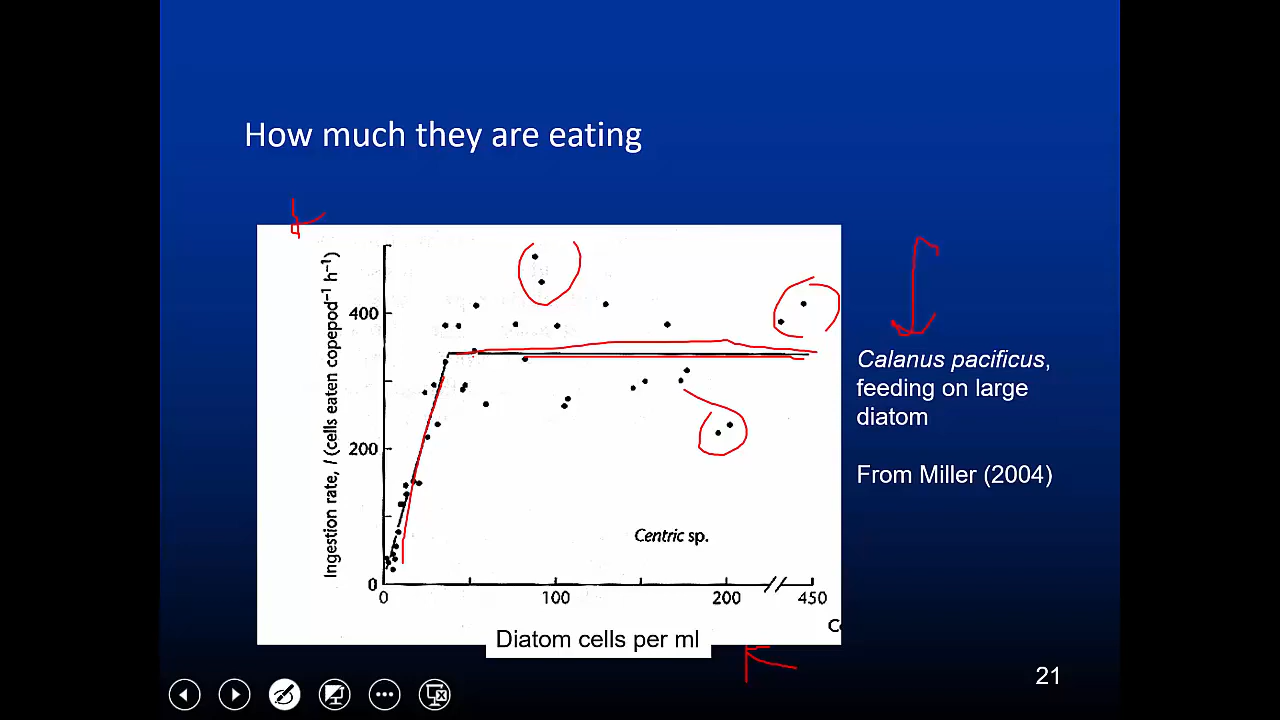 How much they are eating
Ingestion rate, I (cells eaten copepod⁻¹ h⁻¹)
400
200
0
0
100
200
450
Centric sp.
Diatom cells per ml
Calanus pacificus,
feeding on large
diatom
From Miller (2004)
21